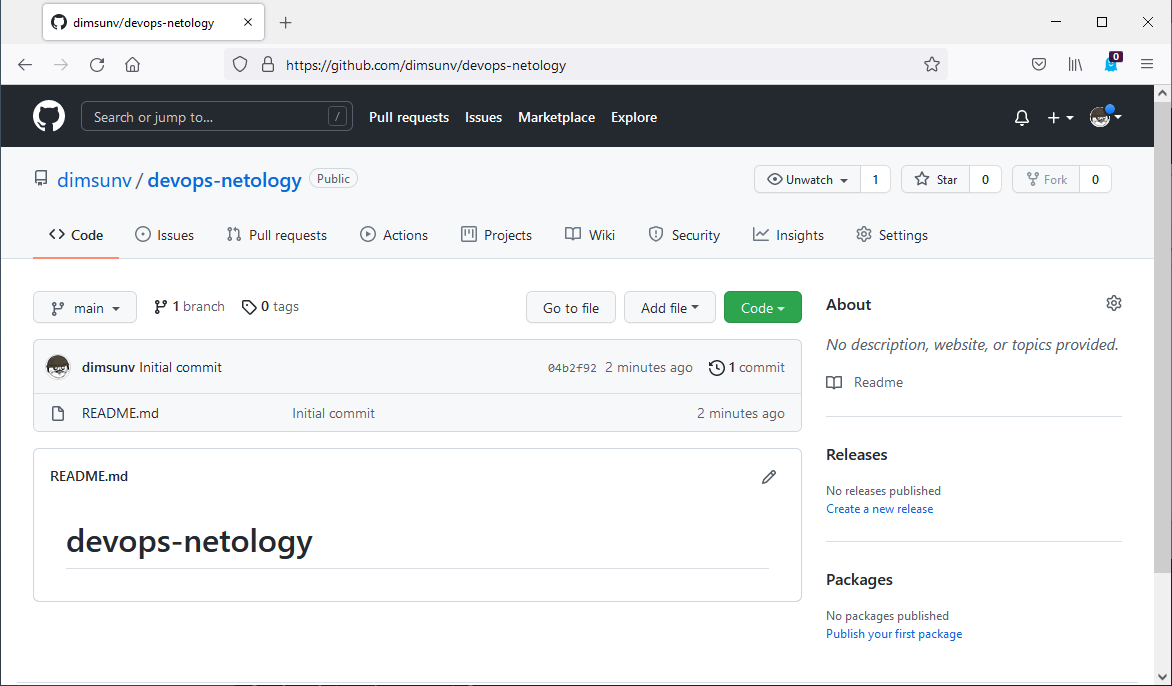 dimsunv/devops-netology
https://github.com/dimsunv/devops-netology
0
Search or jump to... /
Pull requests Issues Marketplace Explore
dimsunv / devops-netology Public
Unwatch 1 Star 0 Fork 0
Code Issues Pull requests Actions Projects Wiki Security Insights Settings
main 1 branch 0 tags Go to file Add file Code
dimsunv Initial commit 04b2f92 2 minutes ago 1 commit
README.md Initial commit 2 minutes ago
README.md
devops-netology
About
No description, website, or topics provided.
Readme
Releases
No releases published
Create a new release
Packages
No packages published
Publish your first package